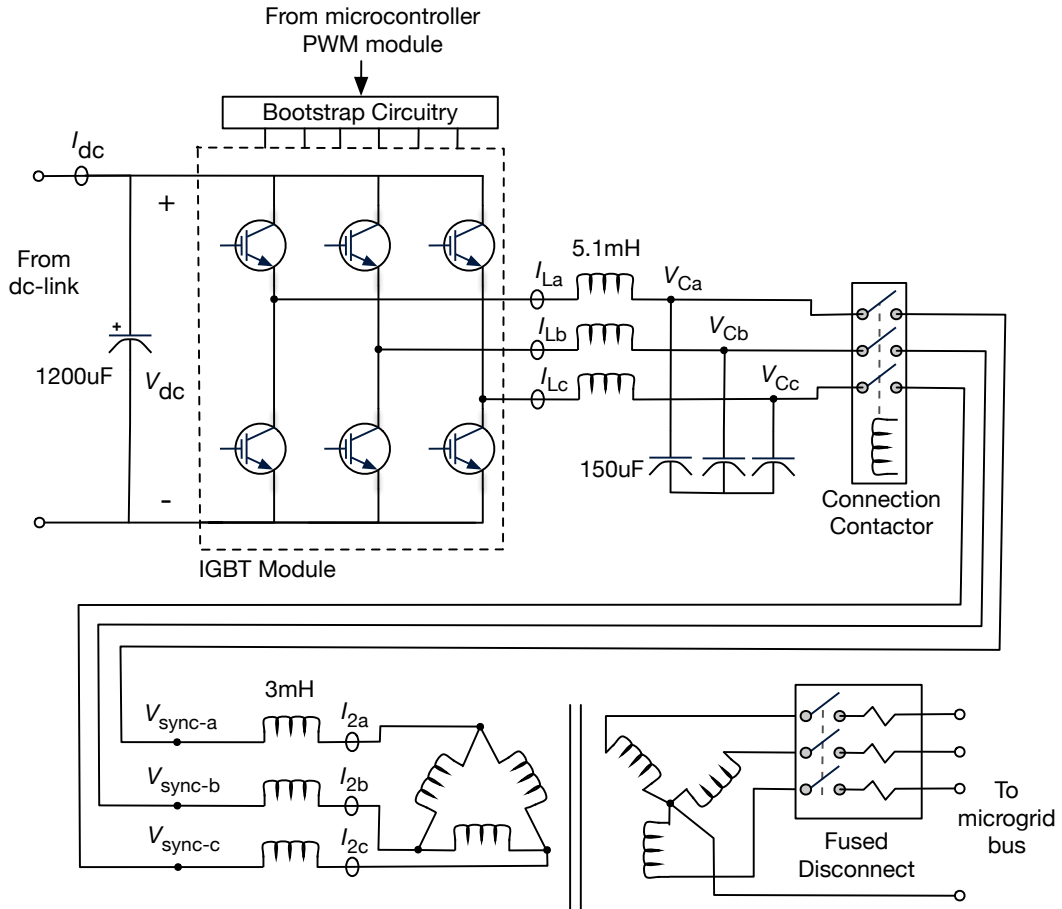 From microcontroller
PWM module
Bootstrap Circuitry
Idc
+
From
dc-link
+
1200uF
Vdc
-
IGBT Module
5.1mH
ILa
VCa
ILb
VCb
ILc
VCc
150uF
Connection
Contactor
3mH
Vsync-a
I2a
Vsync-b
I2b
Vsync-c
I2c
Fused
Disconnect
To
microgrid
bus